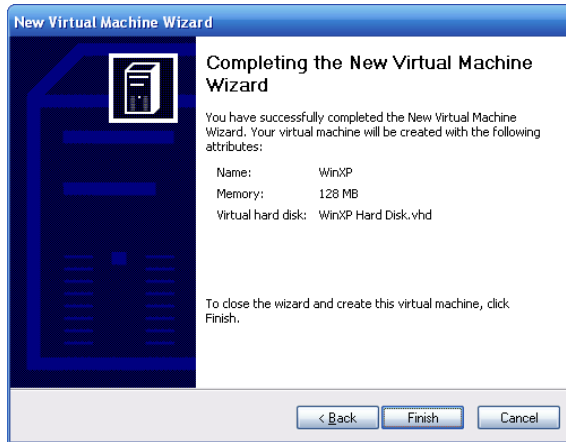 New Virtual Machine Wizard
Completing the New Virtual Machine
Wizard
You have successfully completed the New Virtual Machine
Wizard. Your virtual machine will be created with the following
attributes:
Name: WinXP
Memory: 128 MB
Virtual hard disk: WinXP Hard Disk.vhd
To close the wizard and create this virtual machine, click
Finish.
< Back Finish Cancel